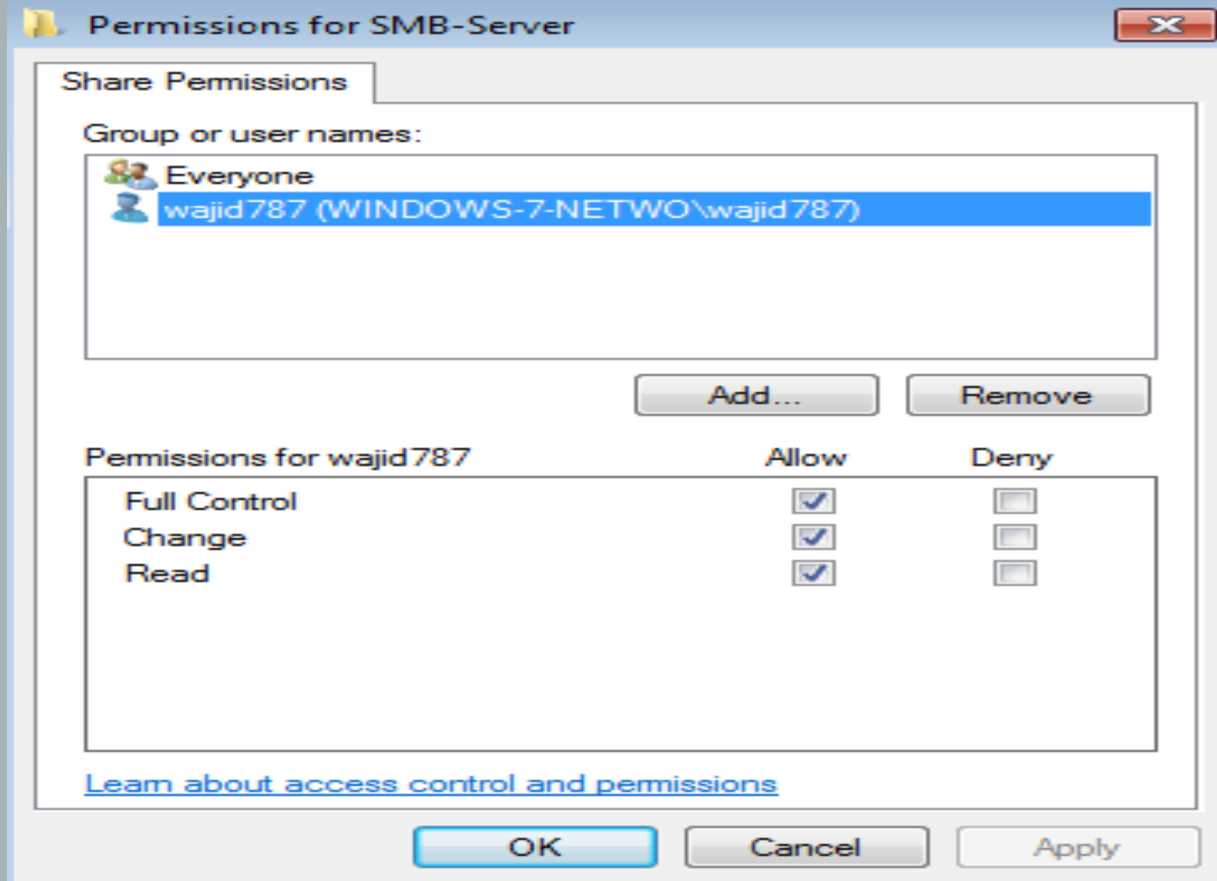 Permissions for SMB-Server
Share Permissions
Group or user names:
Everyone
wajid787 (WINDOWS-7-NETWO\wajid787)
Add... Remove
Permissions for wajid787 Allow Deny
Full Control
Change
Read
Learn about access control and permissions
OK Cancel Apply